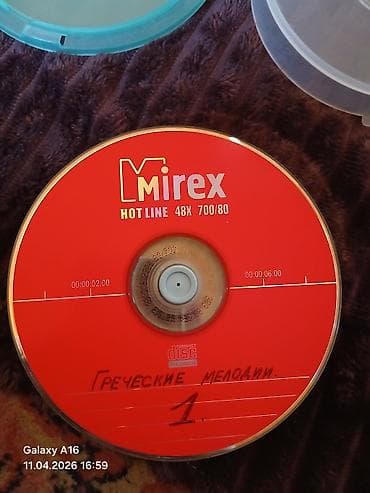 Mirex
HOT LINE 48X 700/80
00:00:02.00
00:00:06:00
disc
ГРЕЧЕСКИЕ МЕЛОДИИ.
1.
Galaxy A16
11.04.2026 16:59